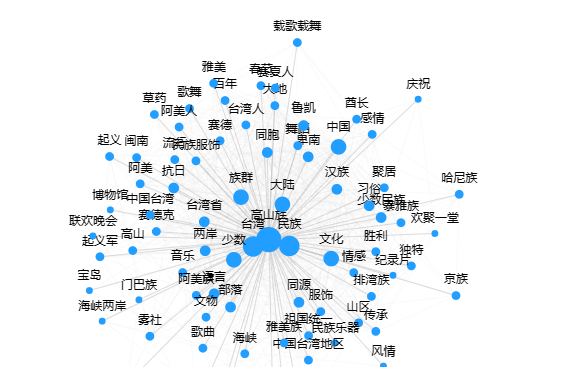 载歌载舞
雅美
春节
赛夏人
百年
大地
庆祝
草药
歌舞
阿美人
台湾人
鲁凯
酋长
感情
赛德
起义
闽南
同胞
卑南
中国
民族服饰
阿美
抗日
族群
大陆
汉族
聚居
习俗
少数民族
哈尼族
博物馆
中国台湾
赛德克
台湾省
高山族
泰雅族
欢聚一堂
联欢晚会
起义军
高山
两岸
台湾
民族
少数
文化
胜利
独特
音乐
情感
纪录片
宝岛
门巴族
阿美族
语言
部落
同源
服饰
排湾族
京族
海峡两岸
文物
山区
传承
雾社
歌曲
海峡
雅美族
祖国统一
民族乐器
中国台湾地区
风情